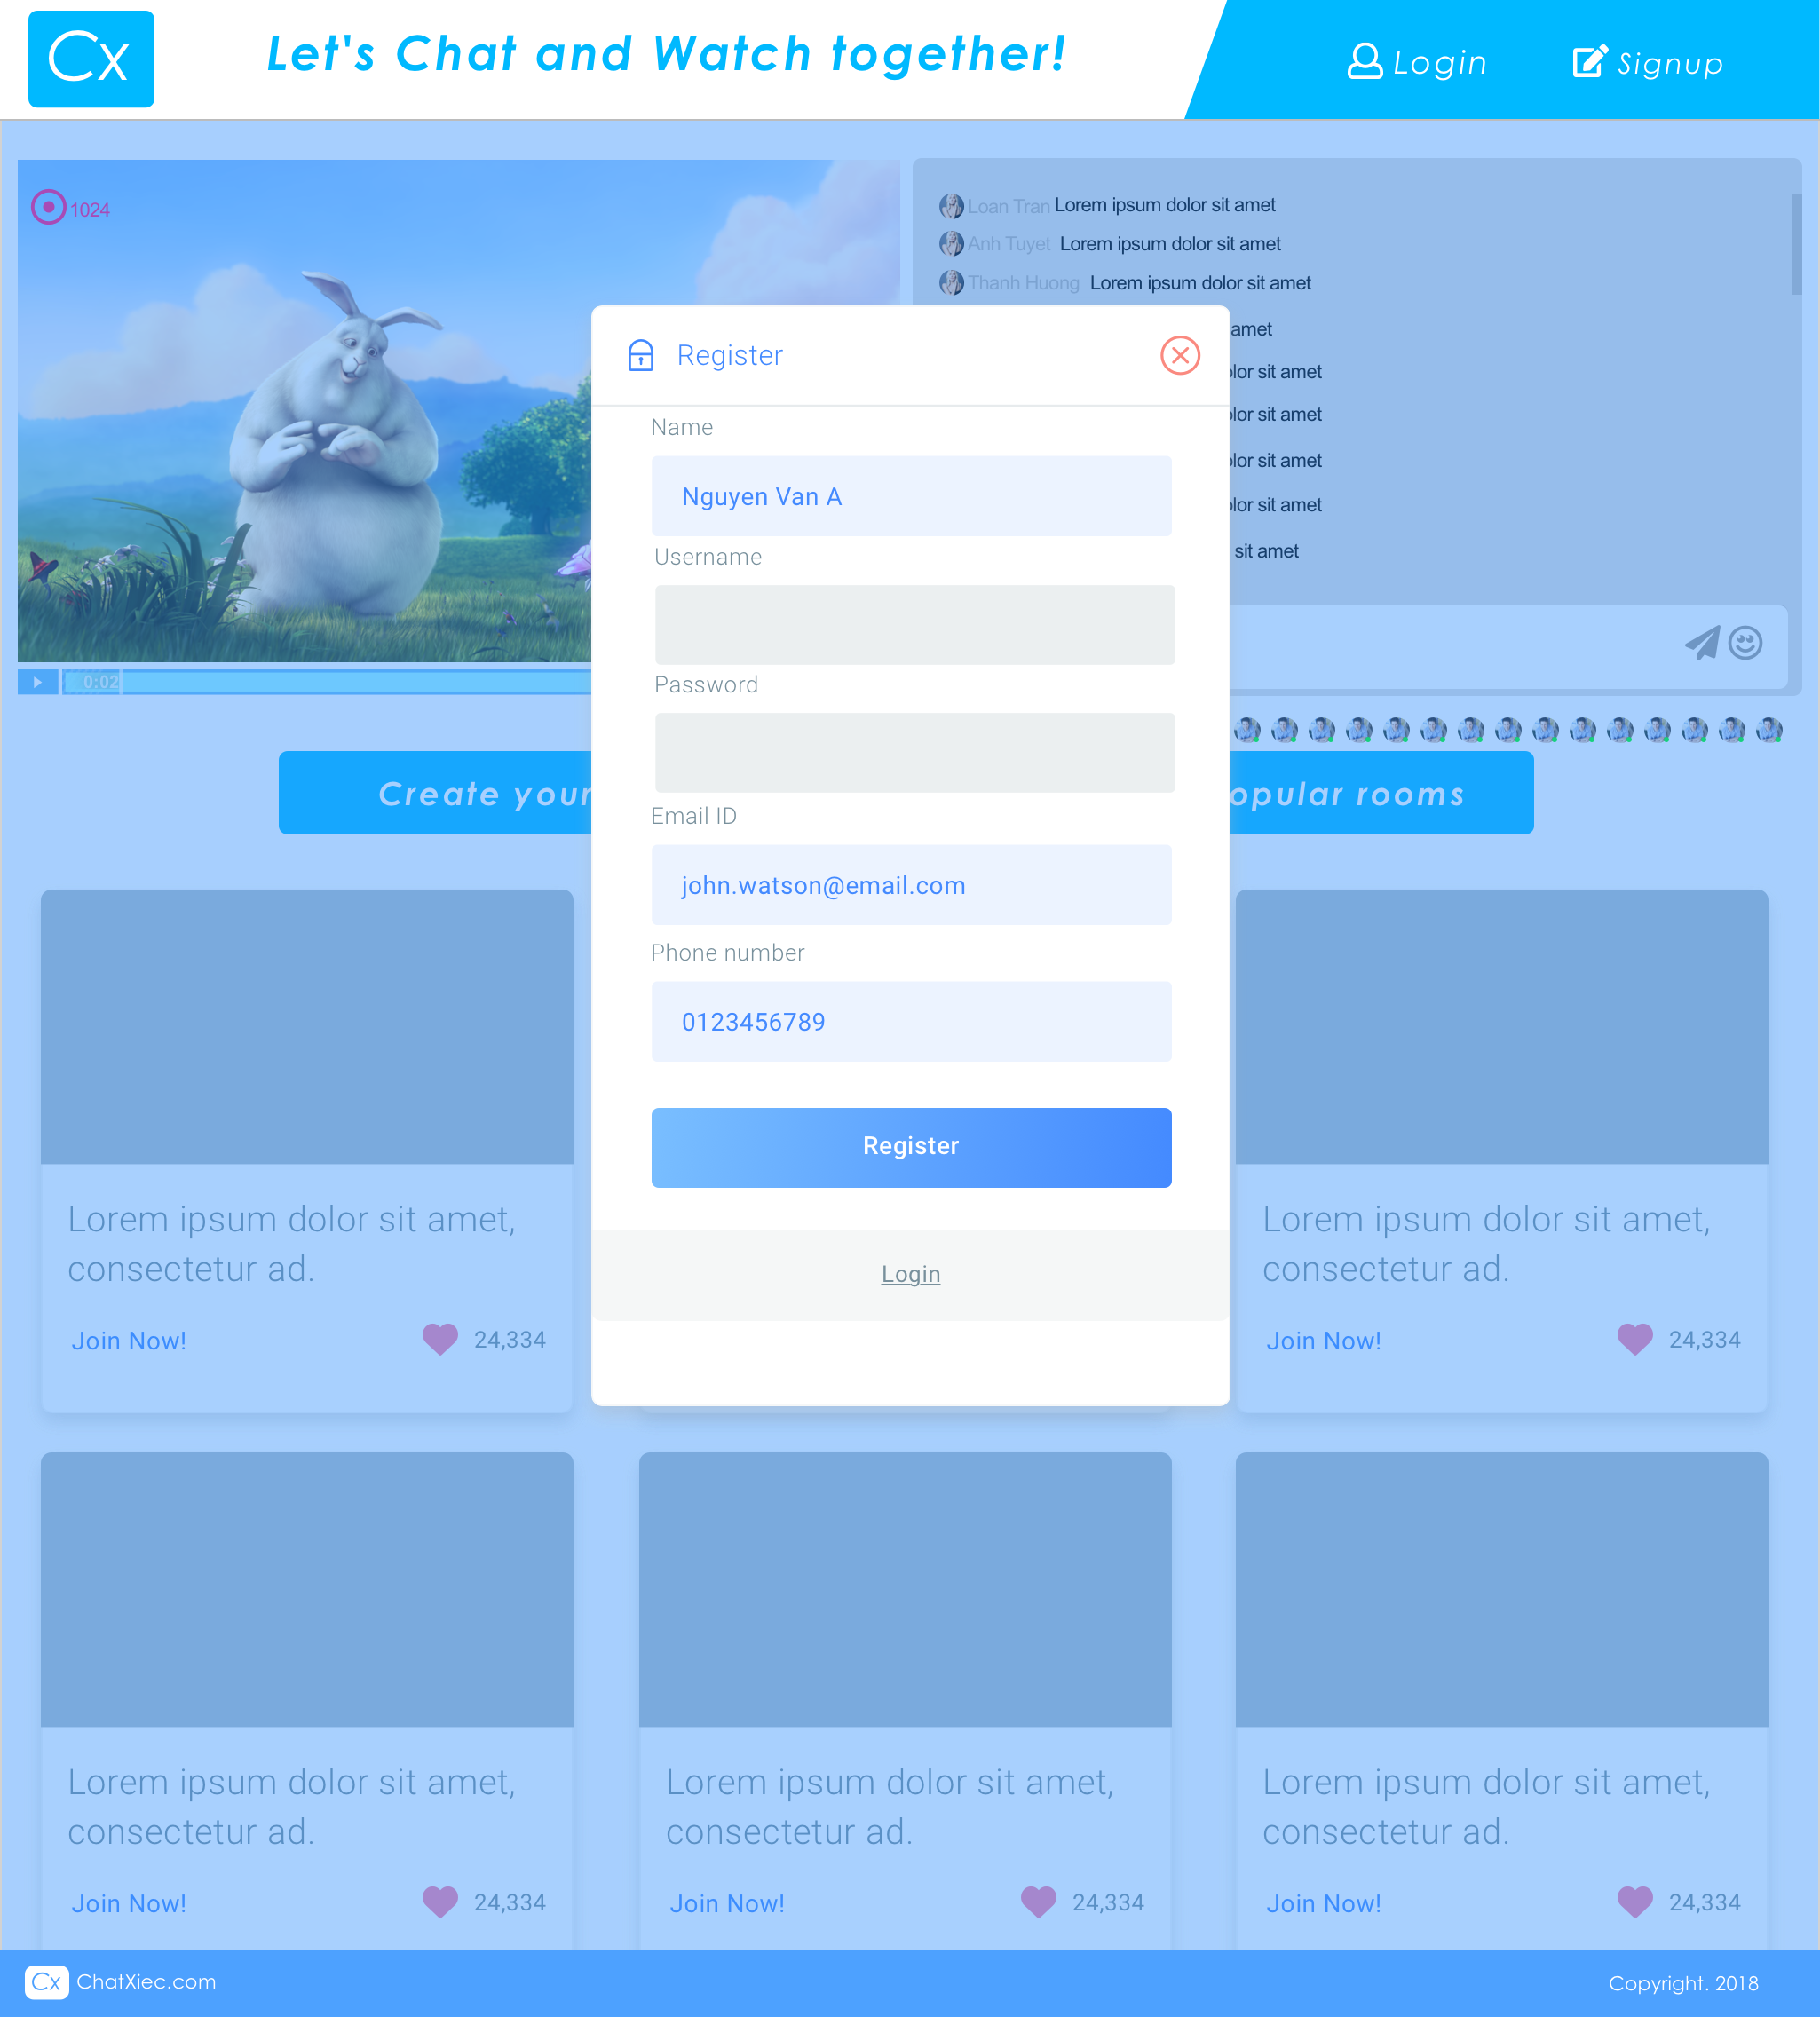 Cx
Let's Chat and Watch together!
Login
Signup
1024
Loan Tran Lorem ipsum dolor sit amet
Anh Tuyet Lorem ipsum dolor sit amet
Thanh Huong Lorem ipsum dolor sit amet
amet
sit amet
sit amet
sit amet
sit amet
sit amet
0:02
Create your
rooms
Register
Name
Nguyen Van A
Username
Password
Email ID
john.watson@email.com
Phone number
0123456789
Register
Login
Lorem ipsum dolor sit amet,
consectetur ad.
Join Now!
24,334
Lorem ipsum dolor sit amet,
consectetur ad.
Join Now!
24,334
Lorem ipsum dolor sit amet,
consectetur ad.
Join Now!
24,334
Lorem ipsum dolor sit amet,
consectetur ad.
Join Now!
24,334
Lorem ipsum dolor sit amet,
consectetur ad.
Join Now!
24,334
Cx ChatXiec.com
Copyright. 2018